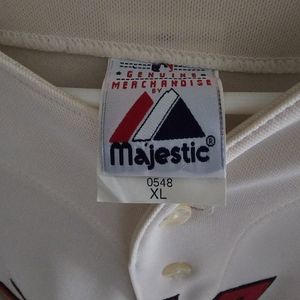 GENUINE
MERCHANDISE
BY
Majestic®
0548
XL